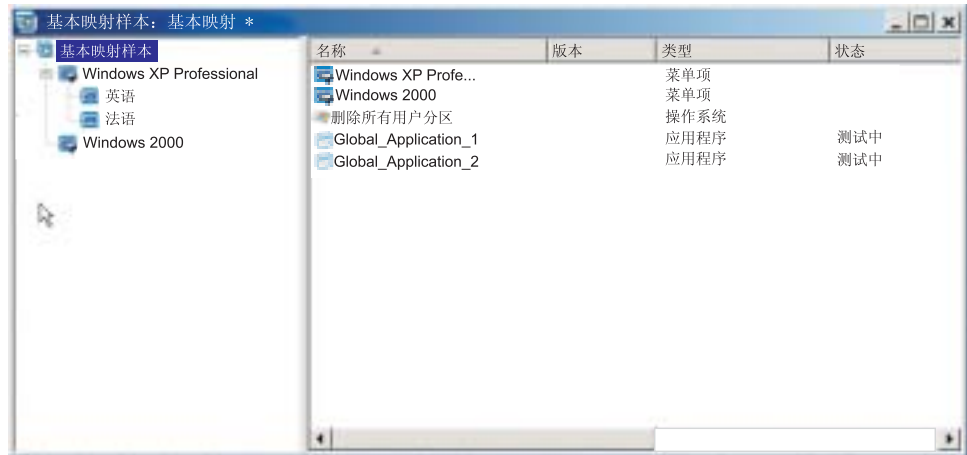 基本映射样本：基本映射 *
基本映射样本
Windows XP Professional
英语
法语
Windows 2000
名称 版本 类型 状态
Windows XP Profe... 菜单项
Windows 2000 菜单项
删除所有用户分区 操作系统
Global_Application_1 应用程序 测试中
Global_Application_2 应用程序 测试中